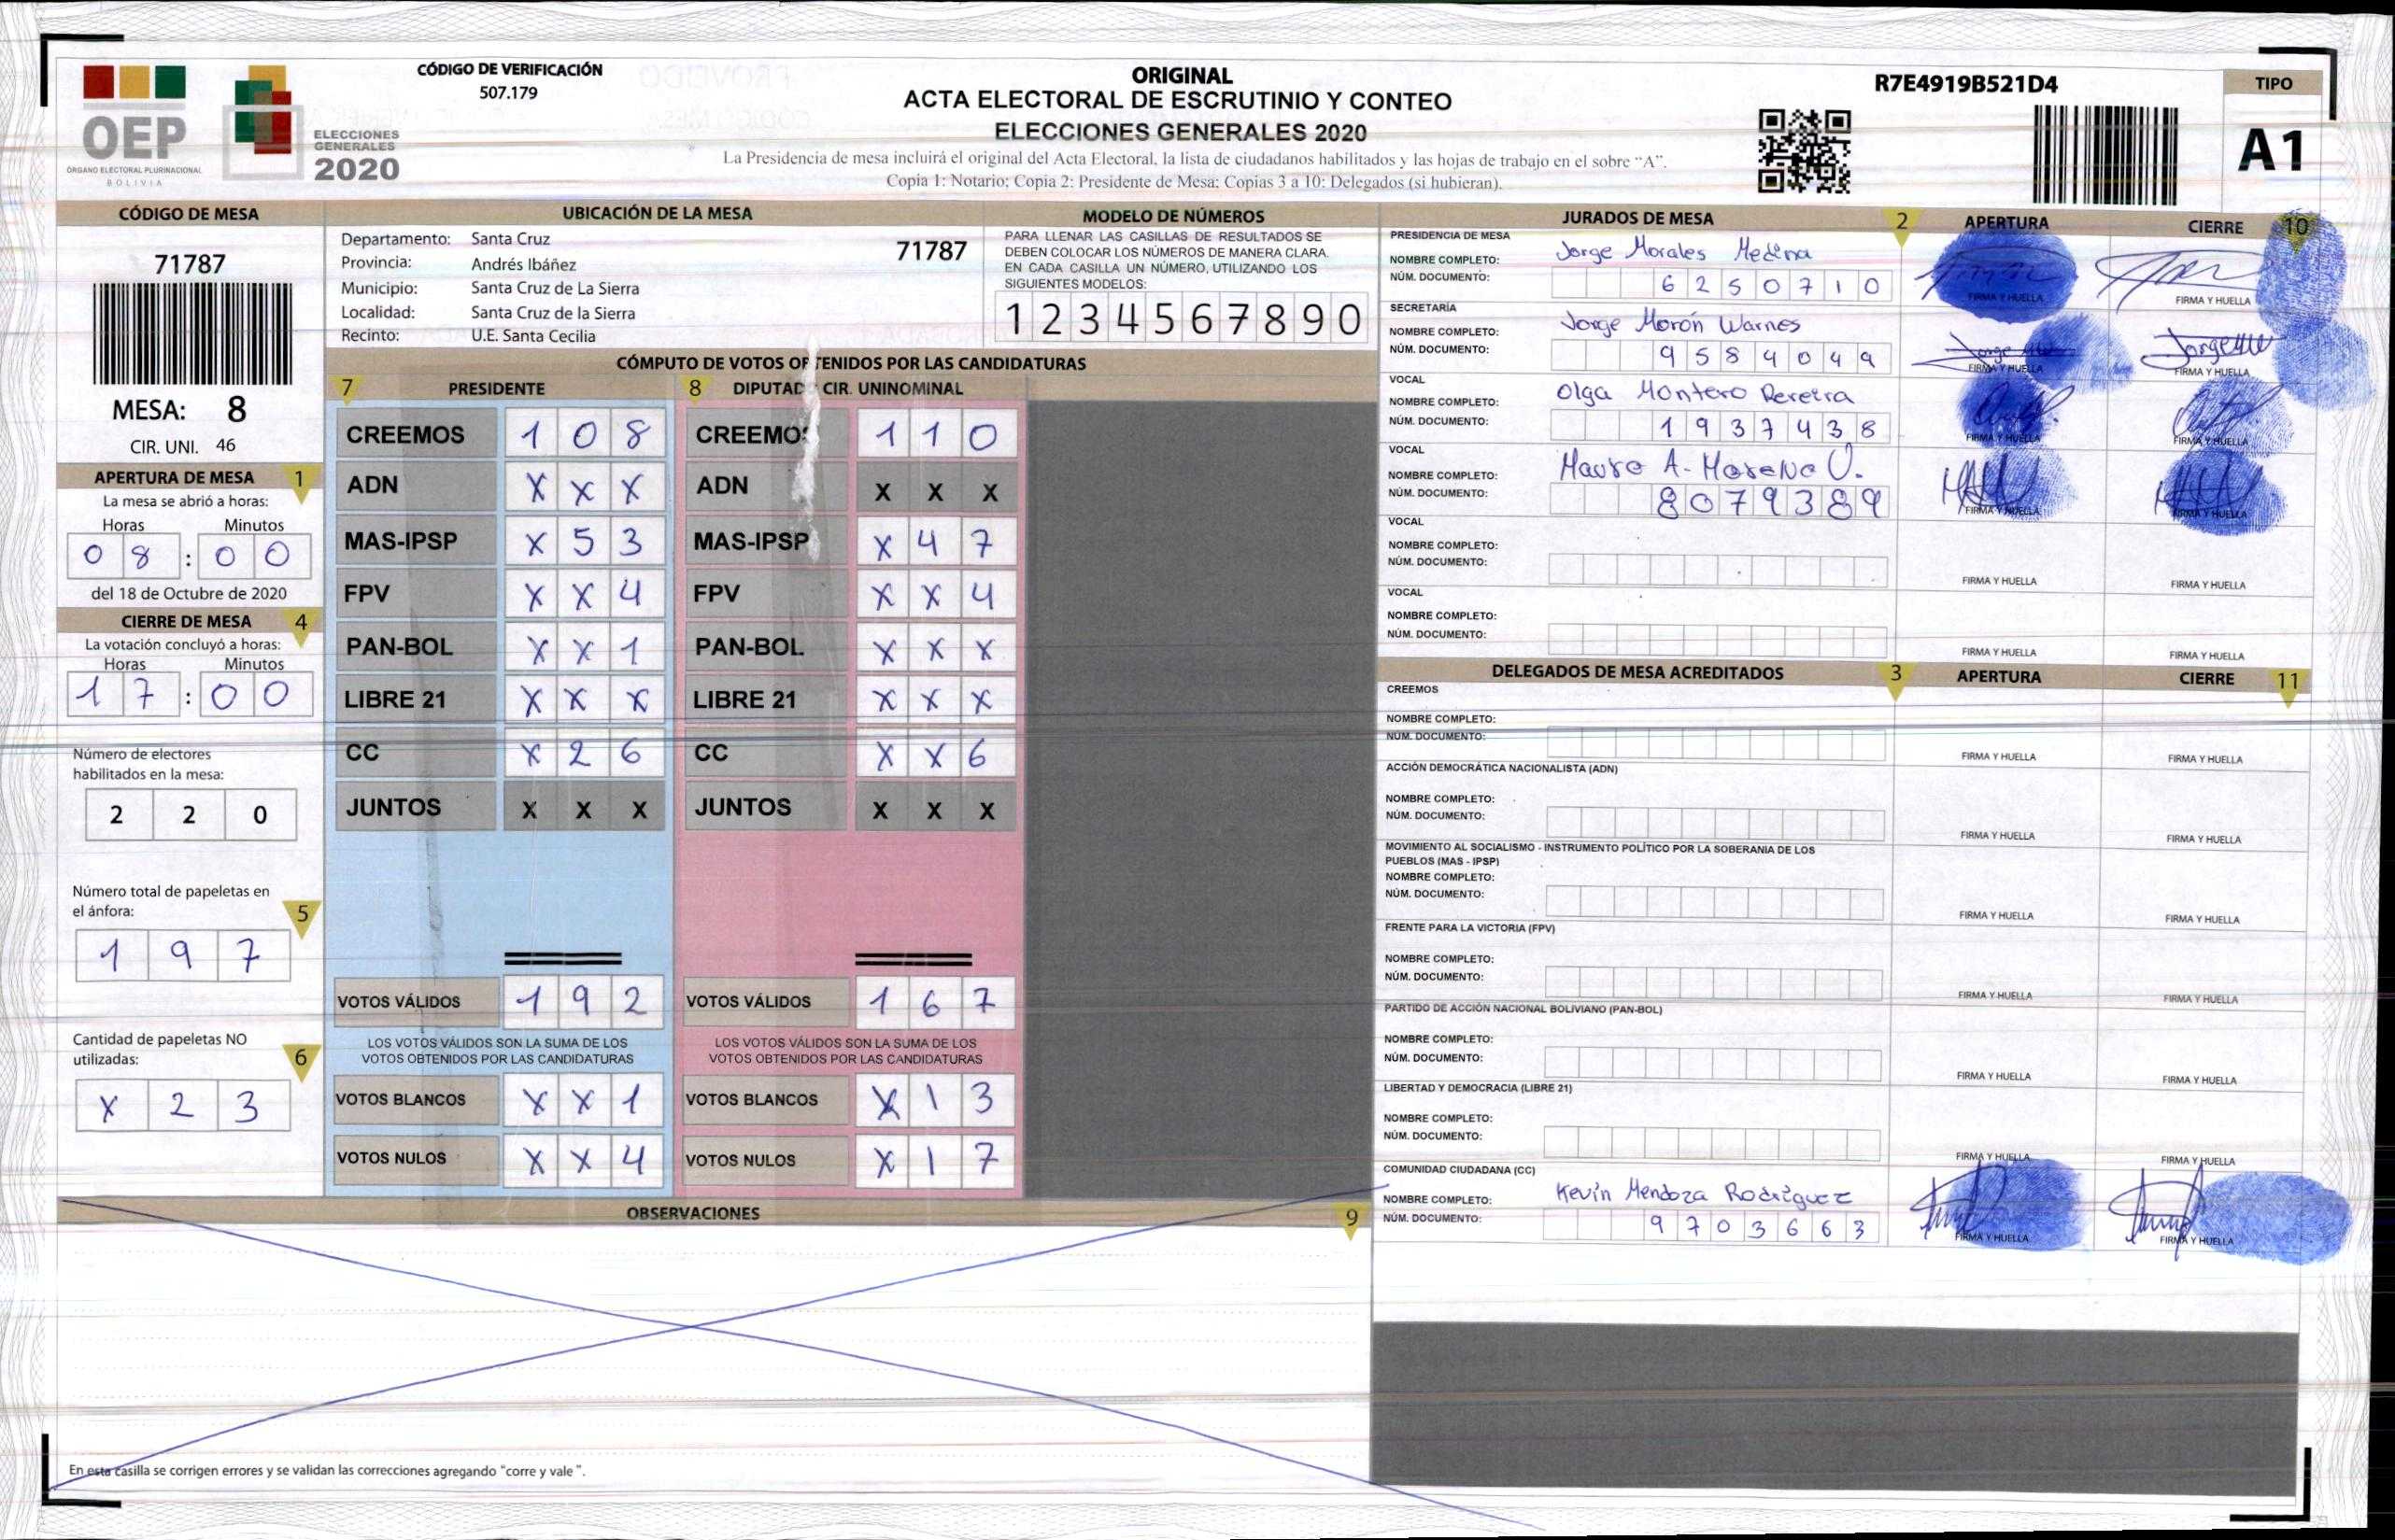 OEP
ÓRGANO ELECTORAL PLURINACIONAL
BOLIVIA
ELECCIONES
GENERALES
2020
CÓDIGO DE VERIFICACIÓN
507.179
ORIGINAL
ACTA ELECTORAL DE ESCRUTINIO Y CONTEO
ELECCIONES GENERALES 2020
La Presidencia de mesa incluirá el original del Acta Electoral, la lista de ciudadanos habilitados y las hojas de trabajo en el sobre “A”.
Copia 1: Notario; Copia 2: Presidente de Mesa; Copias 3 a 10: Delegados (si hubieran).
R7E4919B521D4
TIPO
A1
CÓDIGO DE MESA
71787
MESA: 8
CIR. UNI. 46
APERTURA DE MESA 1
La mesa se abrió a horas:
Horas Minutos
0 8 : 0 0
del 18 de Octubre de 2020
CIERRE DE MESA 4
La votación concluyó a horas:
Horas Minutos
1 7 : 0 0
Número de electores
habilitados en la mesa:
2 2 0
Número total de papeletas en
el ánfora:
5
1 9 7
Cantidad de papeletas NO
utilizadas:
6
X 2 3
UBICACIÓN DE LA MESA
Departamento: Santa Cruz
71787
Provincia: Andrés Ibáñez
Municipio: Santa Cruz de La Sierra
Localidad: Santa Cruz de la Sierra
Recinto: U.E. Santa Cecilia
MODELO DE NÚMEROS
PARA LLENAR LAS CASILLAS DE RESULTADOS SE
DEBEN COLOCAR LOS NÚMEROS DE MANERA CLARA.
EN CADA CASILLA UN NÚMERO, UTILIZANDO LOS
SIGUIENTES MODELOS:
1 2 3 4 5 6 7 8 9 0
CÓMPUTO DE VOTOS OBTENIDOS POR LAS CANDIDATURAS
7 PRESIDENTE
CREEMOS 1 0 8
ADN X X X
MAS-IPSP X 5 3
FPV X X 4
PAN-BOL X X 1
LIBRE 21 X X X
CC X 2 6
JUNTOS X X X
VOTOS VÁLIDOS 1 9 2
LOS VOTOS VÁLIDOS SON LA SUMA DE LOS
VOTOS OBTENIDOS POR LAS CANDIDATURAS
VOTOS BLANCOS X X 1
VOTOS NULOS X X 4
8 DIPUTAD CIR. UNINOMINAL
CREEMOS 1 1 0
ADN X X X
MAS-IPSP X 4 7
FPV X X 4
PAN-BOL X X X
LIBRE 21 X X X
CC X X 6
JUNTOS X X X
VOTOS VÁLIDOS 1 6 7
LOS VOTOS VÁLIDOS SON LA SUMA DE LOS
VOTOS OBTENIDOS POR LAS CANDIDATURAS
VOTOS BLANCOS X 1 3
VOTOS NULOS X 1 7
OBSERVACIONES 9
En esta casilla se corrigen errores y se validan las correcciones agregando "corre y vale".
JURADOS DE MESA 2 APERTURA CIERRE 10
PRESIDENCIA DE MESA
NOMBRE COMPLETO: Jorge Morales Medina
NÚM. DOCUMENTO: 6 2 5 0 7 1 0
FIRMA Y HUELLA FIRMA Y HUELLA
SECRETARÍA
NOMBRE COMPLETO: Jorge Morón Warnes
NÚM. DOCUMENTO: 9 5 8 4 0 4 9
FIRMA Y HUELLA FIRMA Y HUELLA
VOCAL
NOMBRE COMPLETO: Olga Montero Pereira
NÚM. DOCUMENTO: 1 9 3 7 4 3 8
FIRMA Y HUELLA FIRMA Y HUELLA
VOCAL
NOMBRE COMPLETO: Mauro A. Moreno V.
NÚM. DOCUMENTO: 8 0 7 9 3 8 9
FIRMA Y HUELLA FIRMA Y HUELLA
VOCAL
NOMBRE COMPLETO:
NÚM. DOCUMENTO:
FIRMA Y HUELLA FIRMA Y HUELLA
VOCAL
NOMBRE COMPLETO:
NÚM. DOCUMENTO:
FIRMA Y HUELLA FIRMA Y HUELLA
DELEGADOS DE MESA ACREDITADOS 3 APERTURA CIERRE 11
CREEMOS
NOMBRE COMPLETO:
NÚM. DOCUMENTO:
FIRMA Y HUELLA FIRMA Y HUELLA
ACCIÓN DEMOCRÁTICA NACIONALISTA (ADN)
NOMBRE COMPLETO:
NÚM. DOCUMENTO:
FIRMA Y HUELLA FIRMA Y HUELLA
MOVIMIENTO AL SOCIALISMO - INSTRUMENTO POLÍTICO POR LA SOBERANIA DE LOS
PUEBLOS (MAS - IPSP)
NOMBRE COMPLETO:
NÚM. DOCUMENTO:
FIRMA Y HUELLA FIRMA Y HUELLA
FRENTE PARA LA VICTORIA (FPV)
NOMBRE COMPLETO:
NÚM. DOCUMENTO:
FIRMA Y HUELLA FIRMA Y HUELLA
PARTIDO DE ACCIÓN NACIONAL BOLIVIANO (PAN-BOL)
NOMBRE COMPLETO:
NÚM. DOCUMENTO:
FIRMA Y HUELLA FIRMA Y HUELLA
LIBERTAD Y DEMOCRACIA (LIBRE 21)
NOMBRE COMPLETO:
NÚM. DOCUMENTO:
FIRMA Y HUELLA FIRMA Y HUELLA
COMUNIDAD CIUDADANA (CC)
NOMBRE COMPLETO: Kevin Mendoza Rodríguez
NÚM. DOCUMENTO: 9 7 0 3 6 6 3
FIRMA Y HUELLA FIRMA Y HUELLA